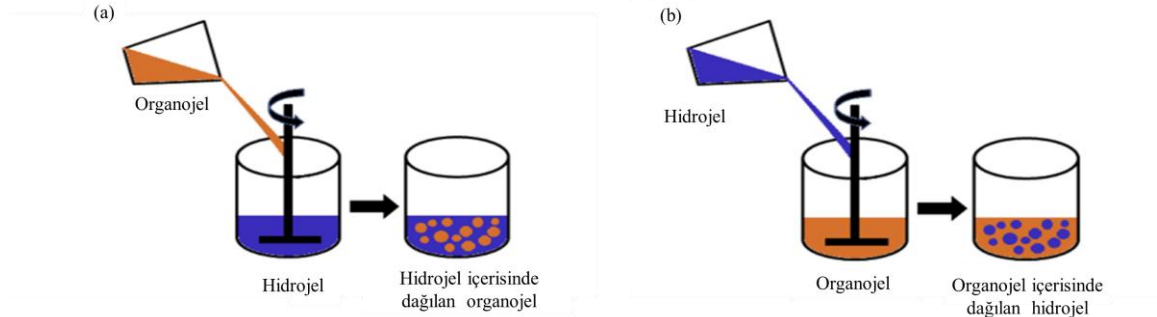 (a)
Organojel
Hidrojel
Hidrojel içerisinde
dağılan organojel
(b)
Hidrojel
Organojel
Organojel içerisinde
dağılan hidrojel